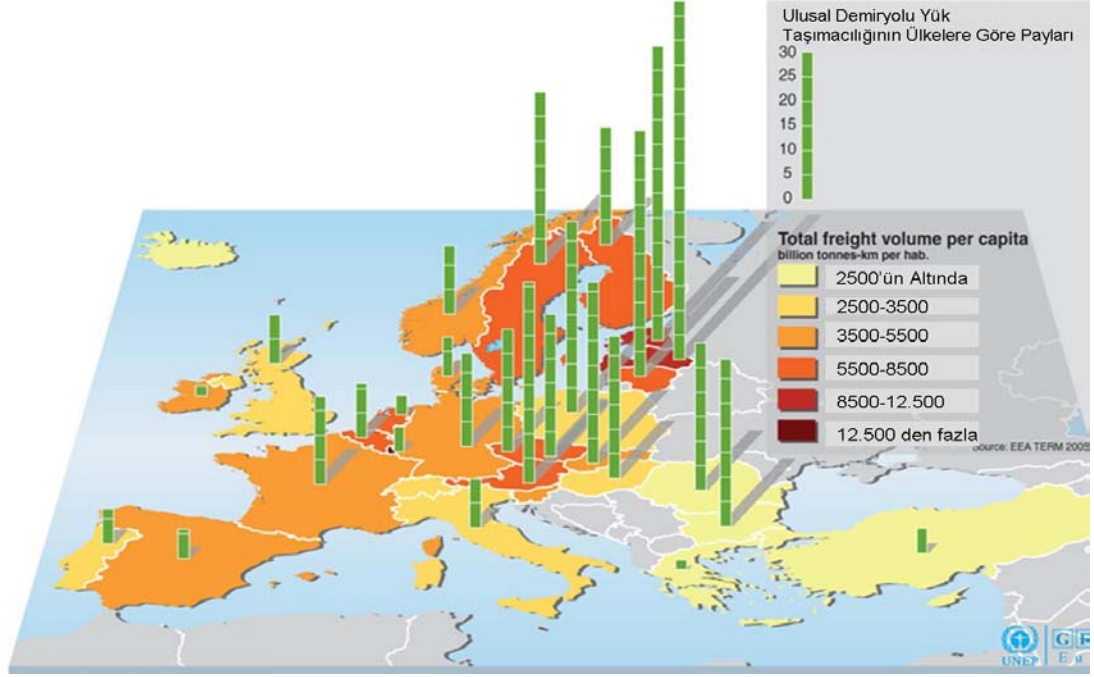 Ulusal Demiryolu Yük
Taşımacılığının Ülkelere Göre Payları
30
25
20
15
10
5
0
Total freight volume per capita
billion tonnes-km per hab.
2500'ün Altında
2500-3500
3500-5500
5500-8500
8500-12.500
12.500 den fazla
Source: EEA TERM 2005
UNEP
G
E u